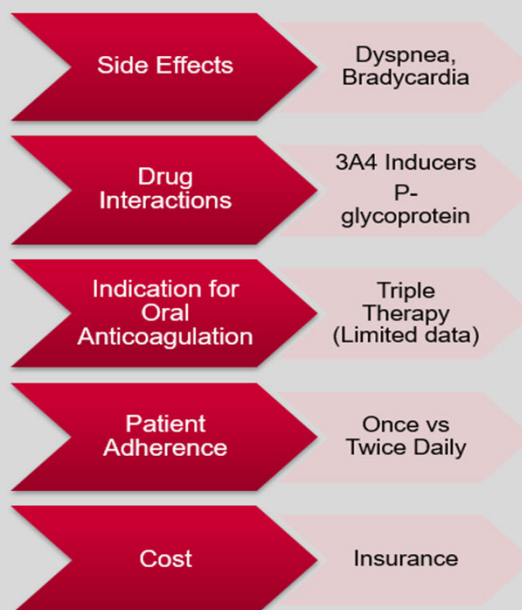 Side Effects
Dyspnea,
Bradycardia
Drug
Interactions
3A4 Inducers
P-
glycoprotein
Indication for
Oral
Anticoagulation
Triple
Therapy
(Limited data)
Patient
Adherence
Once vs
Twice Daily
Cost
Insurance